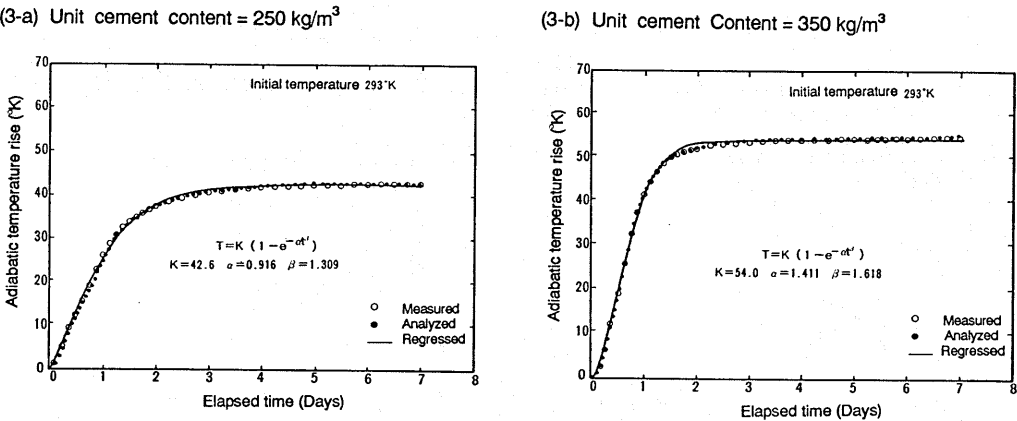 (3-a) Unit cement content = 250 kg/m³
Adiabatic temperature rise (°K)
70
60
50
40
30
20
10
0
Initial temperature 293°K
T=K (1-e^-αt')
K=42.6 α=0.916 β=1.309
Measured
Analyzed
Regressed
0 1 2 3 4 5 6 7 8
Elapsed time (Days)
(3-b) Unit cement Content = 350 kg/m³
Adiabatic temperature rise (°K)
70
60
50
40
30
20
10
0
Initial temperature 293°K
T=K (1-e^-αt')
K=54.0 α=1.411 β=1.618
Measured
Analyzed
Regressed
0 1 2 3 4 5 6 7 8
Elapsed time (Days)